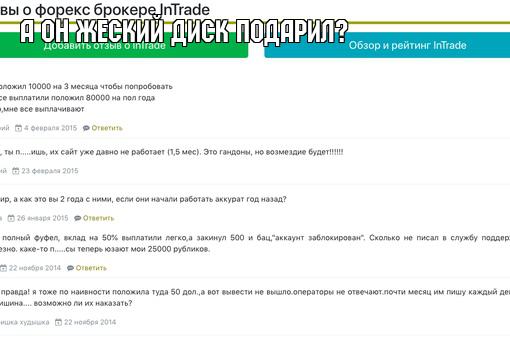 вы о форекс брокере InTrade
А ОН ЖЕСКИЙ ДИСК ПОДАРИЛ?
Добавить отзыв о InTrade
Обзор и рейтинг InTrade
оложил 10000 на 3 месяца чтобы попробовать
се выплатили положил 80000 на пол года
о,мне все выплачивают
ий 4 февраля 2015 Ответить
, ты п.....ишь, их сайт уже давно не работает (1,5 мес). Это гандоны, но возмездие будет!!!!!!
ий 23 февраля 2015
ир, а как это вы 2 года с ними, если они начали работать аккурат год назад?
а 26 января 2015 Ответить
полный фуфел, вклад на 50% выплатили легко,а закинул 500 и бац,"аккаунт заблокирован". Сколько не писал в службу поддер
езно. каке-то п.....сы теперь юзают мои 25000 рубликов.
22 ноября 2014 Ответить
правда! я тоже по наивности положила туда 50 дол.,а вот вывести не вышло.операторы не отвечают.почти месяц им пишу каждый де
ишина.... возможно ли их наказать?
ишка худышка 22 ноября 2014